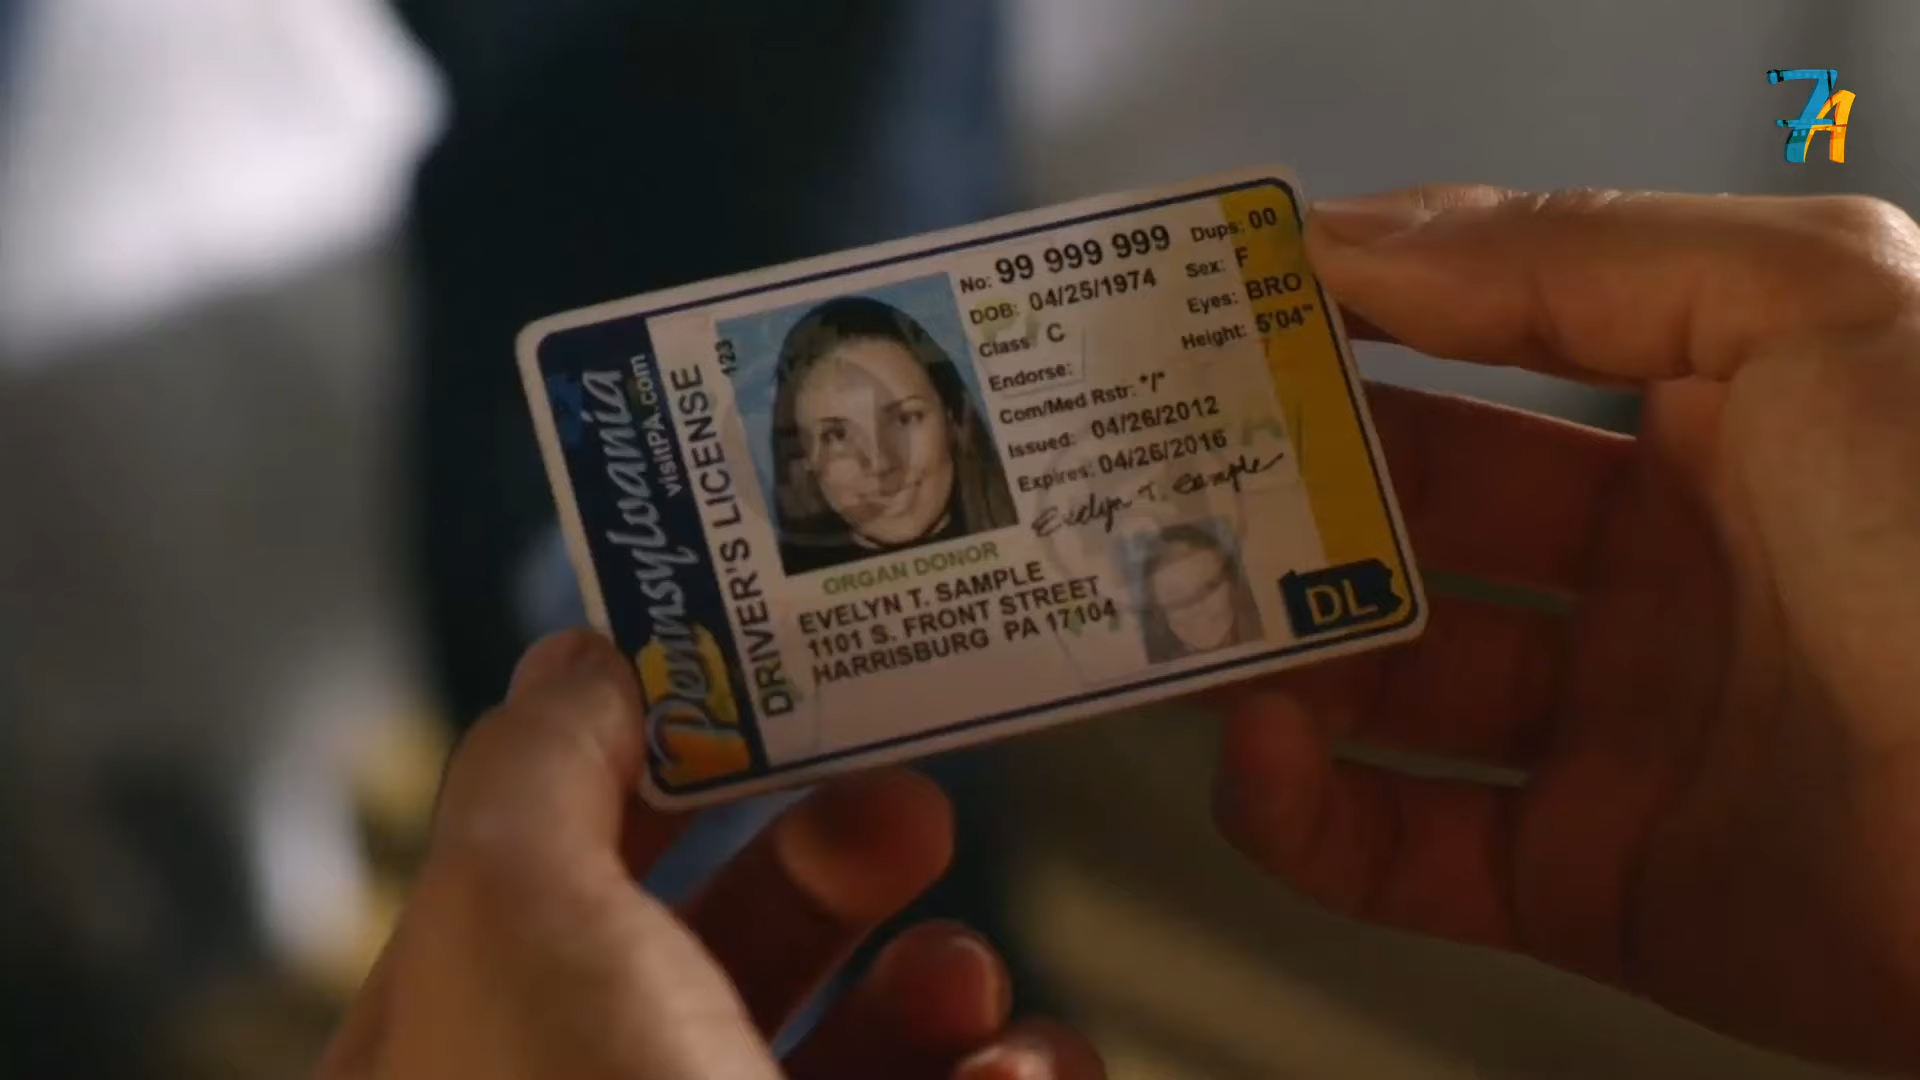 Pennsylvania
visitPA.com
DRIVER'S LICENSE
123
No: 99 999 999
Dups: 00
DOB: 04/25/1974
Sex: F
Class C
Eyes: BRO
Endorse:
Height: 5'04"
Com/Med Rstr: */*
Issued: 04/26/2012
Expires: 04/26/2016
Evelyn T. Sample
ORGAN DONOR
EVELYN T. SAMPLE
1101 S. FRONT STREET
HARRISBURG PA 17104
DL
7A